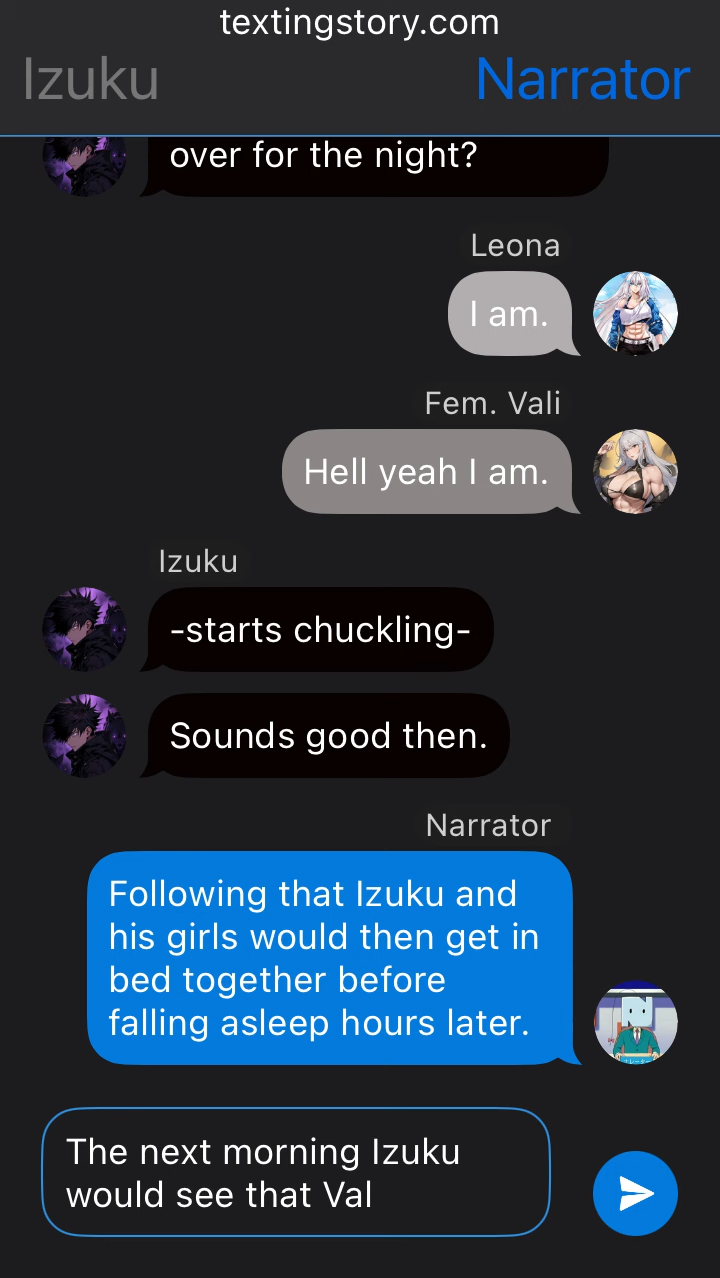 textingstory.com
Izuku
Narrator
over for the night?
Leona
I am.
Fem. Vali
Hell yeah I am.
Izuku
-starts chuckling-
Sounds good then.
Narrator
Following that Izuku and
his girls would then get in
bed together before
falling asleep hours later.
The next morning Izuku
would see that Val